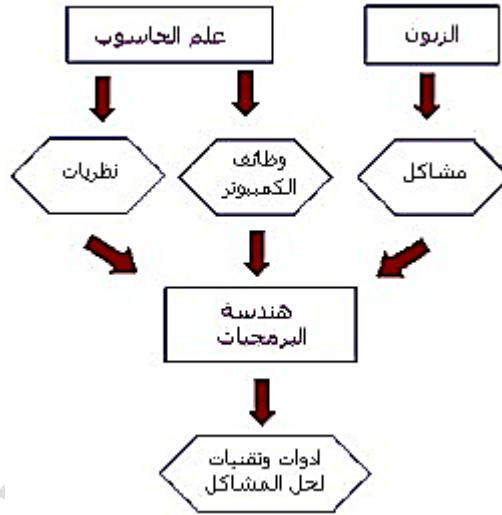 الزبون
علم الحاسوب
مشاكل
وظائف
الكمبيوتر
نظريات
هندسة
البرمجيات
ادوات وتقنيات
لحل المشاكل